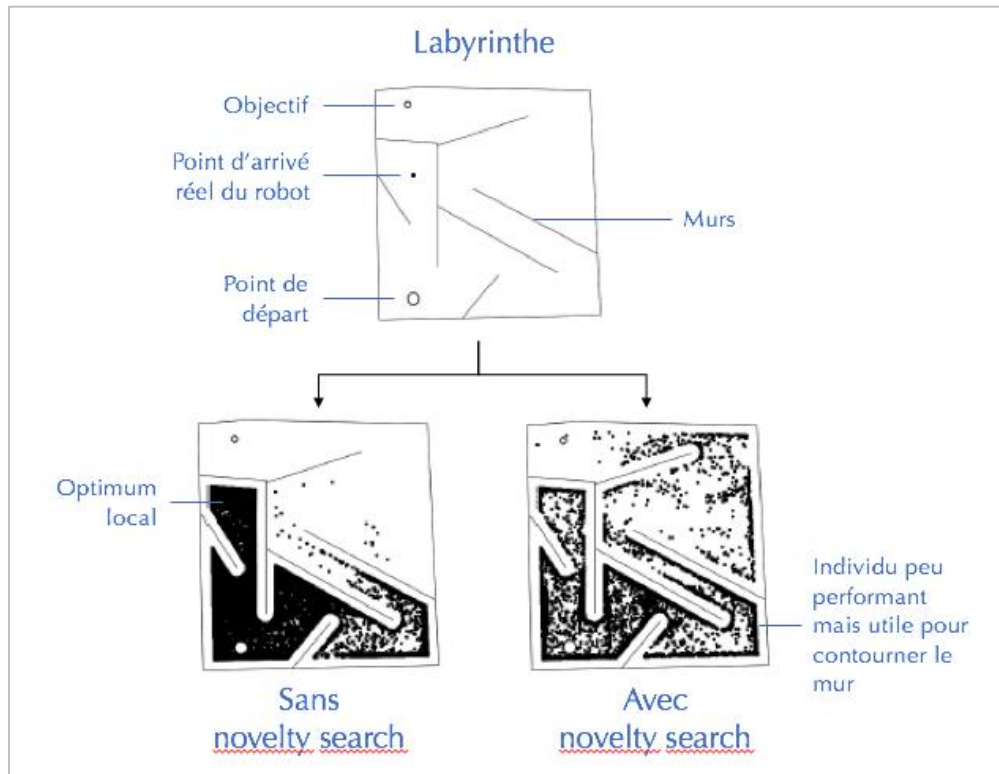 Labyrinthe
Objectif
Point d'arrivé
réel du robot
Murs
Point de
départ
Optimum
local
Individu peu
performant
mais utile pour
contourner le
mur
Sans
novelty search
Avec
novelty search